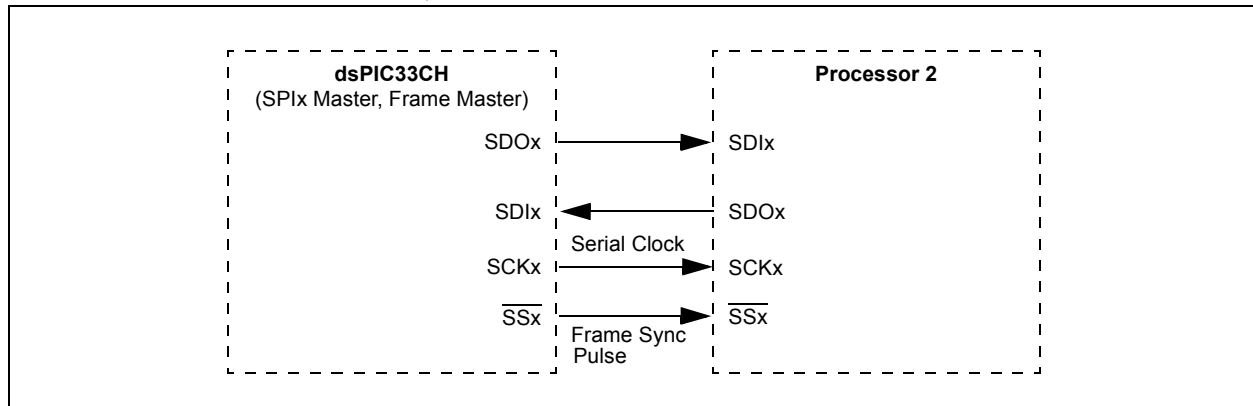 dsPIC33CH Processor 2
(SPIx Master, Frame Master)
SDOx SDIx
SDIx SDOx
Serial Clock
SCKx SCKx
SSx SSx
Frame Sync
Pulse